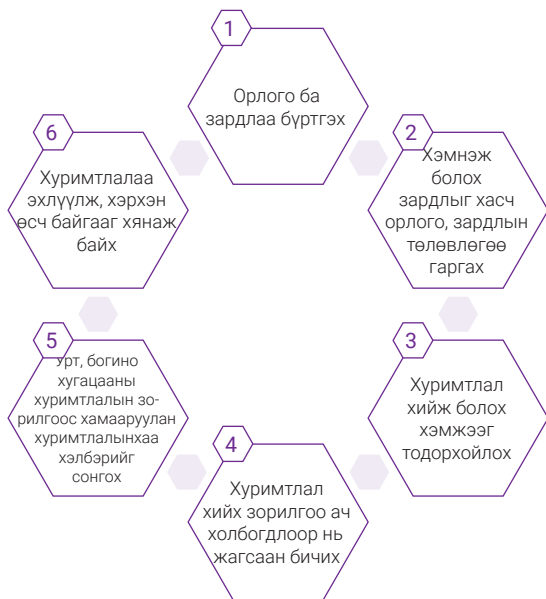 1
Орлого ба
зардлаа бүртгэх
2
Хэмнэж
болох
зардлыг хасч
орлого, зардлын
төлөвлөгөө
гаргах
3
Хуримтлал
хийж болох
хэмжээг
тодорхойлох
4
Хуримтлал
хийх зорилгоо ач
холбогдлоор нь
жагсаан бичих
5
Урт, богино
хугацааны
хуримтлалын зо-
рилгоос хамааруулан
хуримтлалынхаа
хэлбэрийг
сонгох
6
Хуримтлалаа
эхлүүлж, хэрхэн
өсч байгааг хянаж
байх